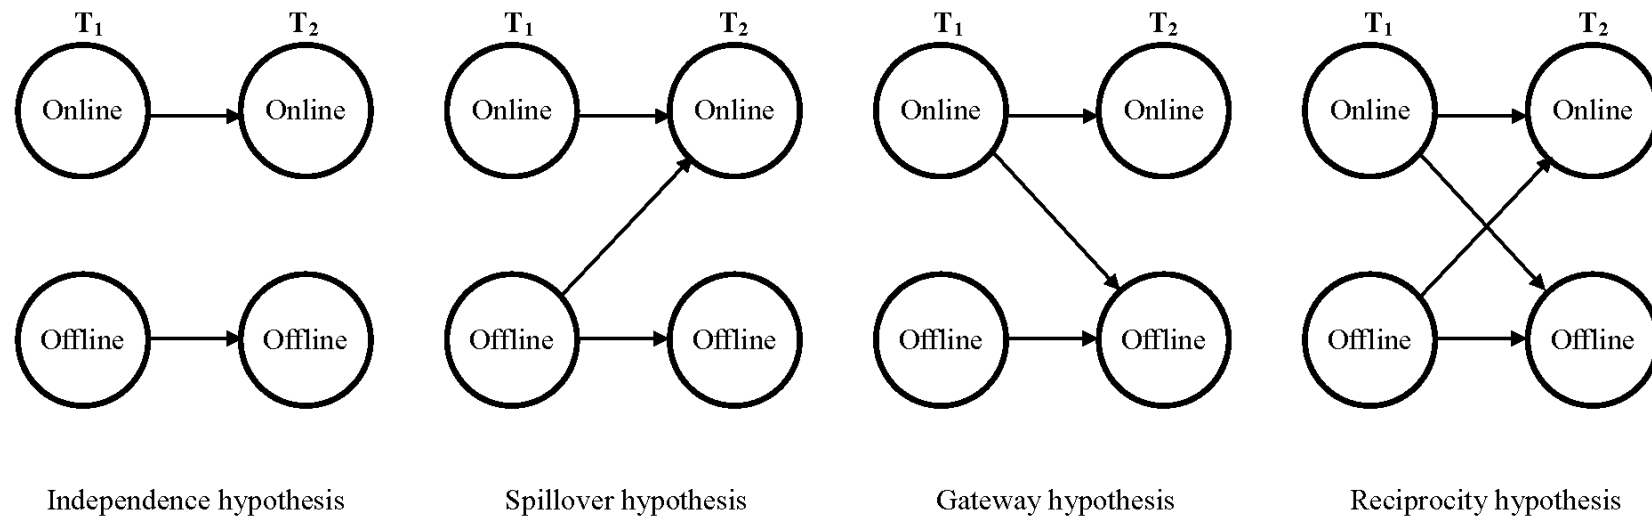 T₁ T₂ T₁ T₂ T₁ T₂ T₁ T₂
Online Online Online Online Online Online Online Online
Offline Offline Offline Offline Offline Offline Offline Offline
Independence hypothesis Spillover hypothesis Gateway hypothesis Reciprocity hypothesis